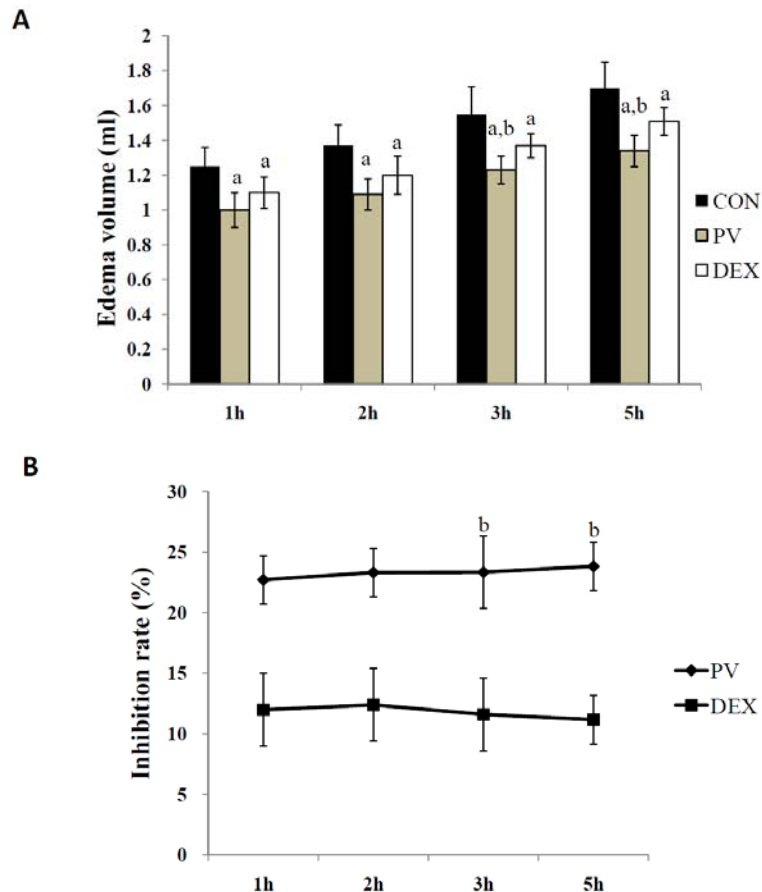 A
Edema volume (ml)
2
1.8
1.6
1.4
1.2
1
0.8
0.6
0.4
0.2
0
a
a
a
a
a,b
a
a,b
a
1h
2h
3h
5h
CON
PV
DEX
B
Inhibition rate (%)
30
25
20
15
10
5
0
b
b
1h
2h
3h
5h
PV
DEX